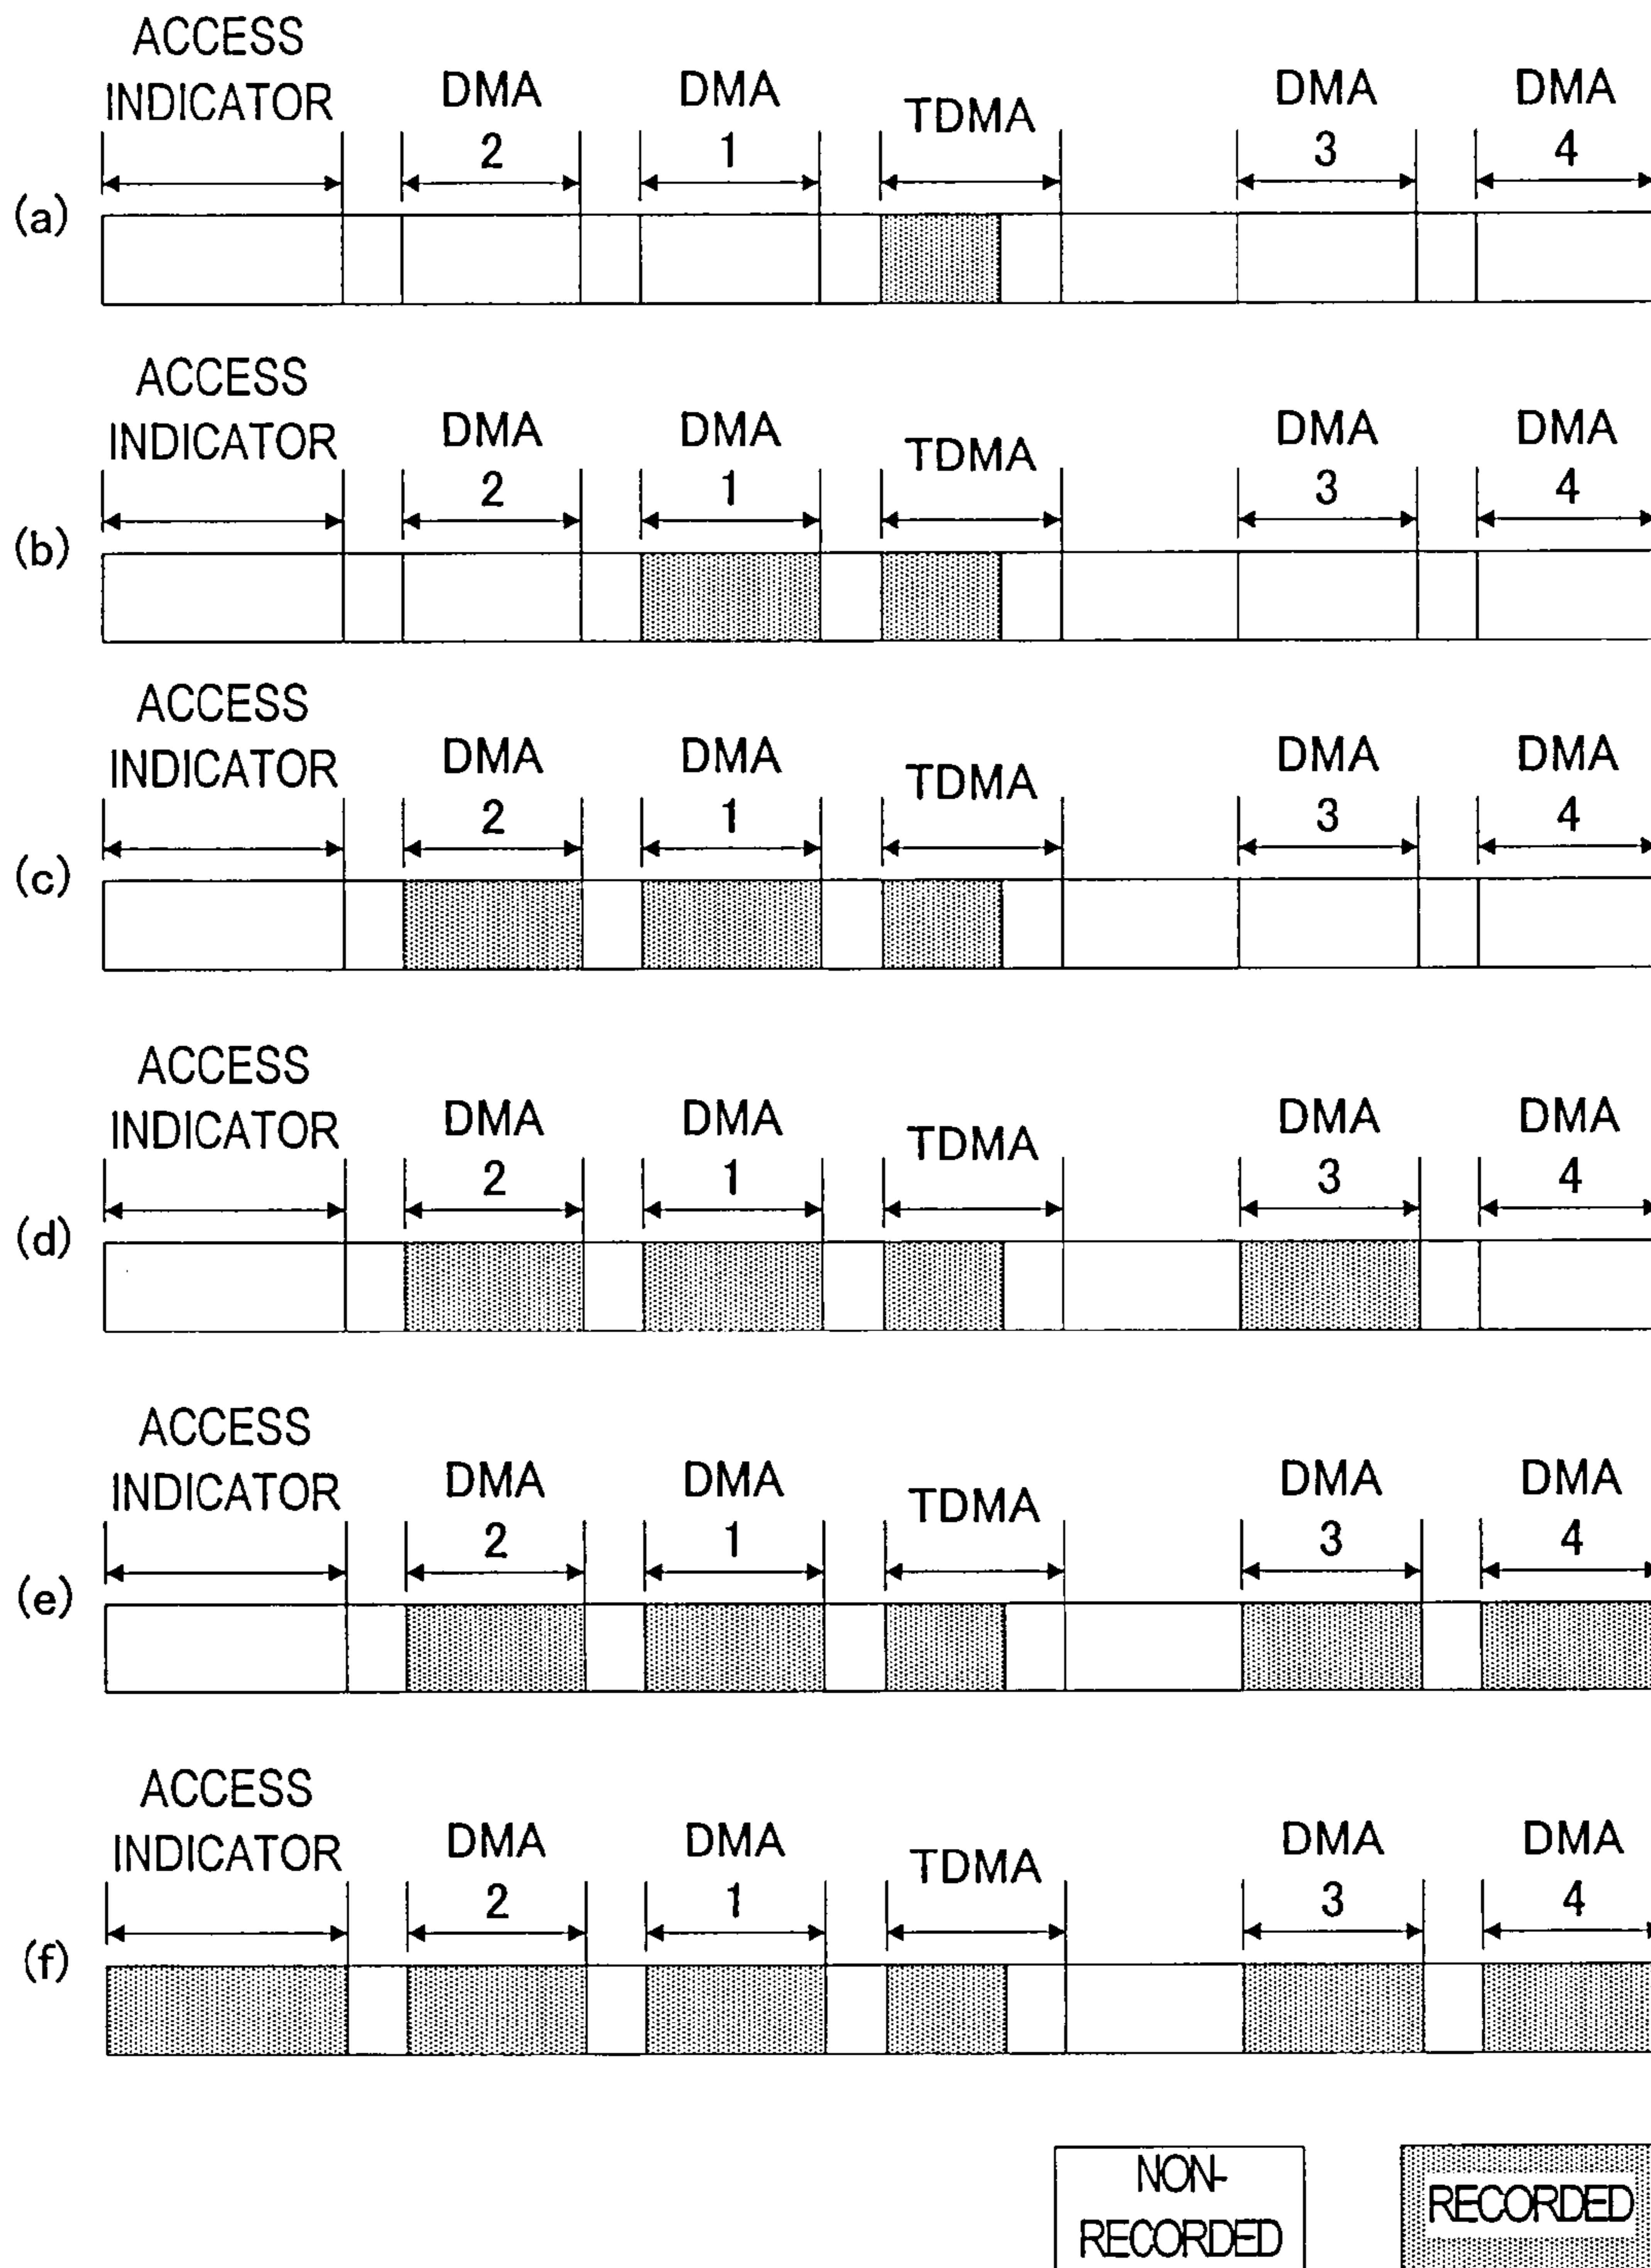 ACCESS
INDICATOR
DMA
2
DMA
1
TDMA
DMA
3
DMA
4
(a)
ACCESS
INDICATOR
DMA
2
DMA
1
TDMA
DMA
3
DMA
4
(b)
ACCESS
INDICATOR
DMA
2
DMA
1
TDMA
DMA
3
DMA
4
(c)
ACCESS
INDICATOR
DMA
2
DMA
1
TDMA
DMA
3
DMA
4
(d)
ACCESS
INDICATOR
DMA
2
DMA
1
TDMA
DMA
3
DMA
4
(e)
ACCESS
INDICATOR
DMA
2
DMA
1
TDMA
DMA
3
DMA
4
(f)
NON-
RECORDED
RECORDED